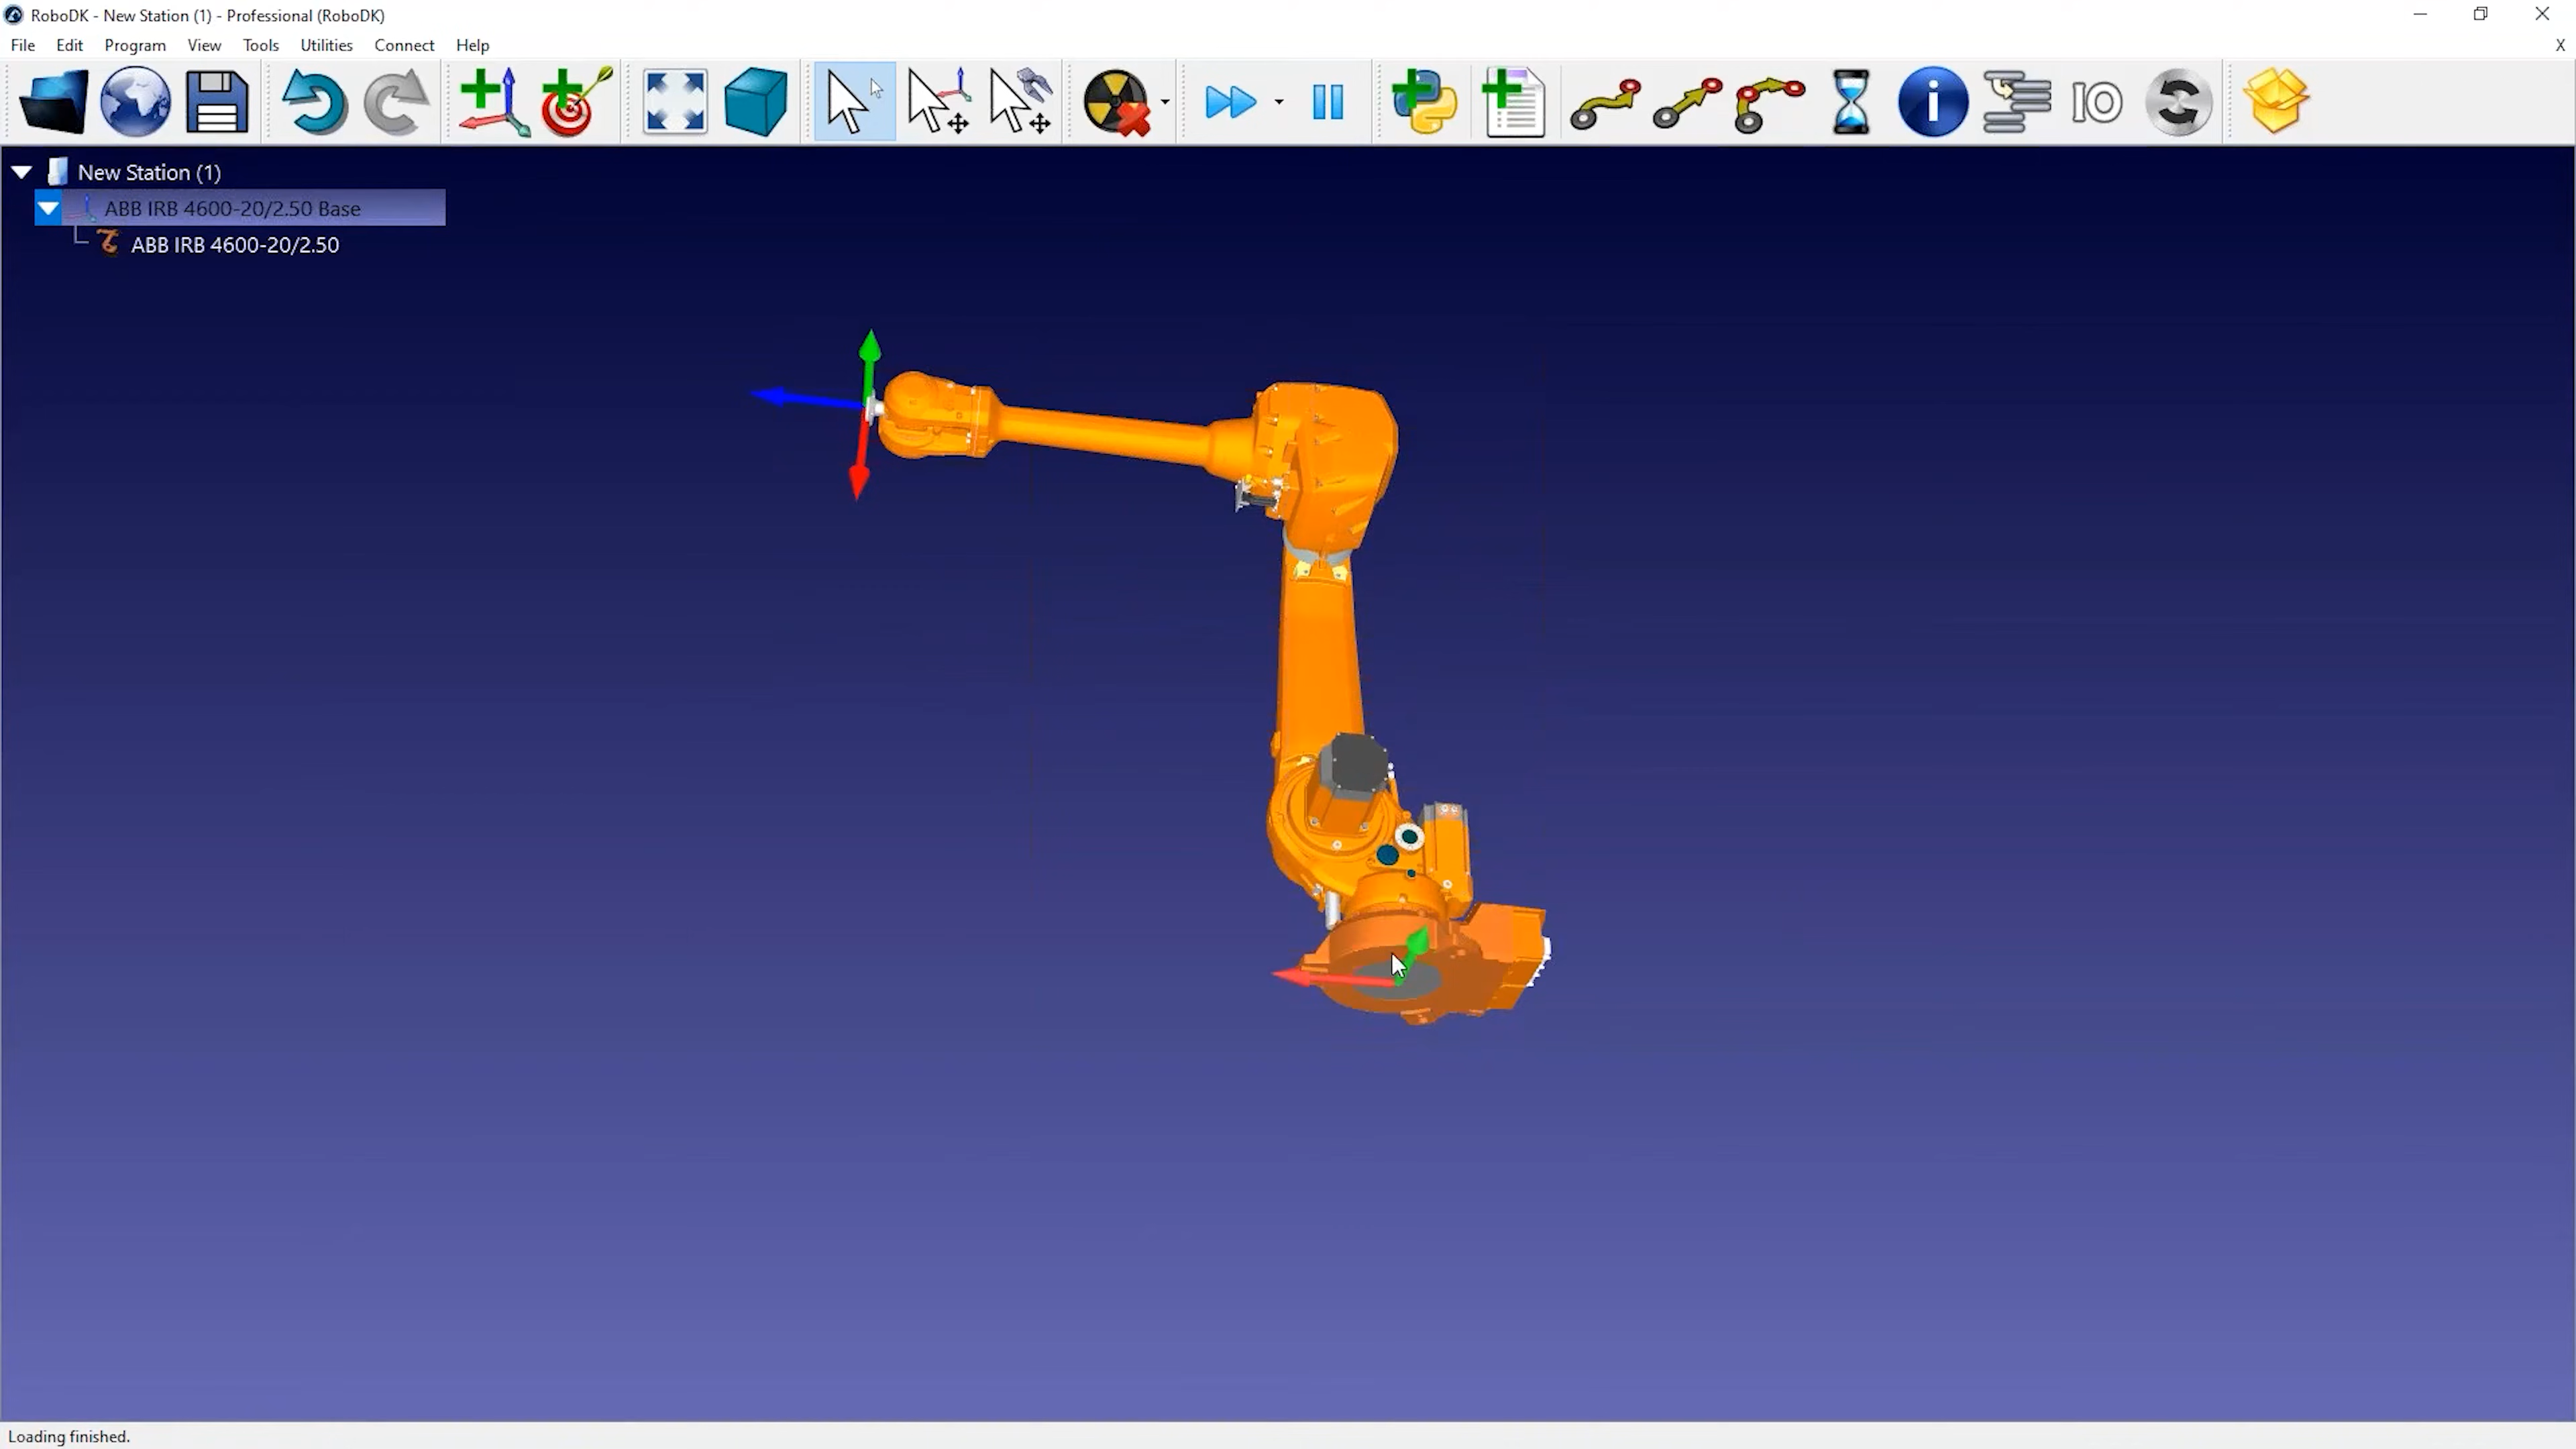 RoboDK - New Station (1) - Professional (RoboDK)
File Edit Program View Tools Utilities Connect Help X
IO
New Station (1)
ABB IRB 4600-20/2.50 Base
ABB IRB 4600-20/2.50
Loading finished.